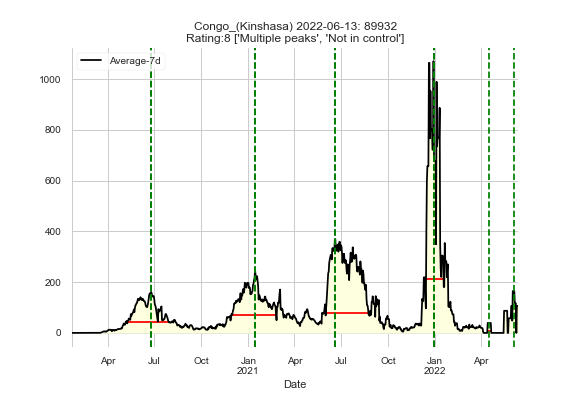 Congo_(Kinshasa) 2022-06-13: 89932
Rating:8 ['Multiple peaks', 'Not in control']
Average-7d
1000
800
600
400
200
0
Apr Jul Oct Jan Apr Jul Oct Jan Apr
2021 2022
Date